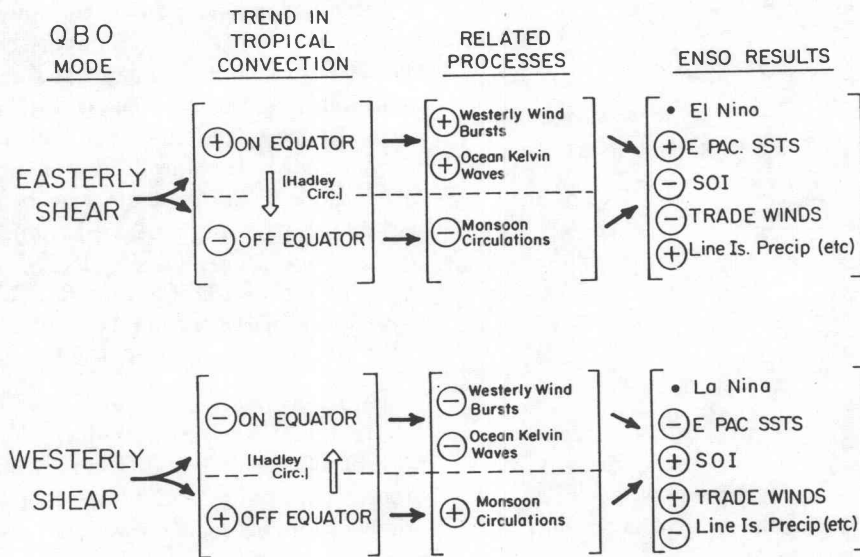 QBO
MODE
TREND IN
TROPICAL
CONVECTION
RELATED
PROCESSES
ENSO RESULTS
EASTERLY
SHEAR
+ ON EQUATOR
|Hadley
Circ.|
− OFF EQUATOR
+ Westerly Wind
Bursts
+ Ocean Kelvin
Waves
− Monsoon
Circulations
• El Nino
+ E PAC. SSTS
− SOI
− TRADE WINDS
+ Line Is. Precip (etc)
WESTERLY
SHEAR
− ON EQUATOR
|Hadley
Circ.|
+ OFF EQUATOR
− Westerly Wind
Bursts
− Ocean Kelvin
Waves
+ Monsoon
Circulations
• La Nina
− E PAC SSTS
+ SOI
+ TRADE WINDS
− Line Is. Precip (etc)